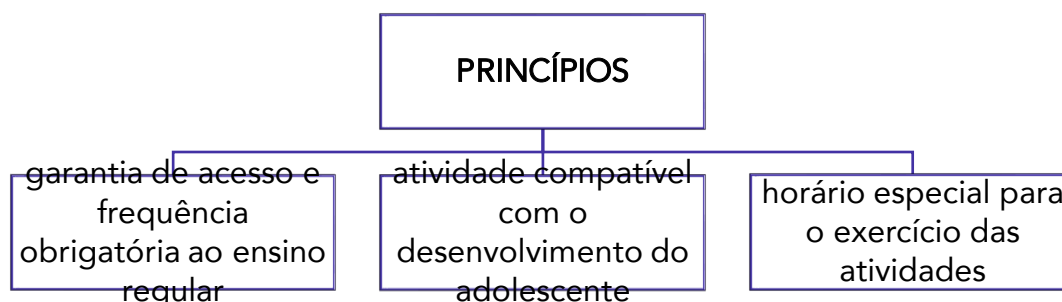 PRINCÍPIOS
garantia de acesso e
frequência
obrigatória ao ensino
regular
atividade compatível
com o
desenvolvimento do
adolescente
horário especial para
o exercício das
atividades